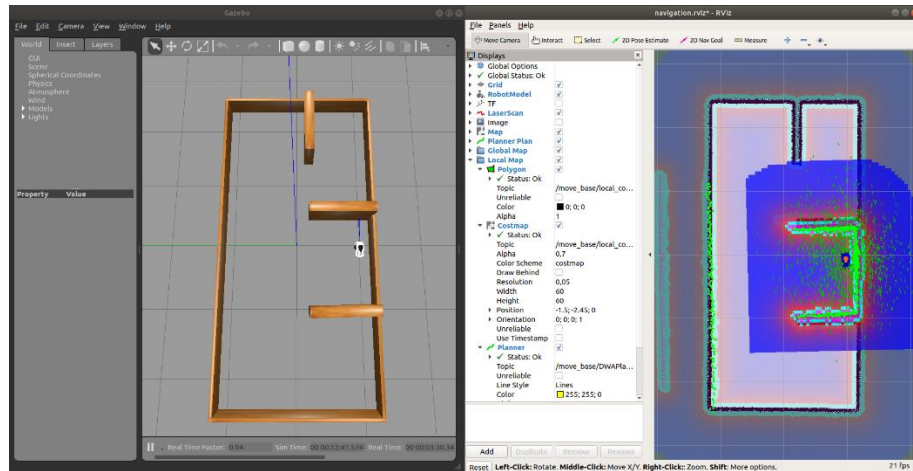 Gazebo
File Edit Camera View Window Help
World Insert Layers
GUI
Scene
Spherical Coordinates
Physics
Atmosphere
Wind
Models
Lights
Property Value
Real Time Factor: 0.94 Sim Time: Real Time:
navigation.rviz* - RViz
File Panels Help
Move Camera Interact Select 2D Pose Estimate 2D Nav Goal Measure
Displays
Global Options
Global Status: Ok
Grid
RobotModel
TF
LaserScan
Image
Map
Planner Plan
Global Map
Local Map
Polygon
Status: Ok
Topic /move_base/local_co...
Unreliable
Color 0; 0; 0
Alpha 1
Costmap
Status: Ok
Topic /move_base/local_co...
Alpha 0,7
Color Scheme costmap
Draw Behind
Resolution 0,05
Width 60
Height 60
Position -1.5; -2.45; 0
Orientation 0; 0; 0; 1
Unreliable
Use Timestamp
Planner
Status: Ok
Topic /move_base/DWAPla...
Unreliable
Line Style Lines
Color 255; 255; 0
Add Duplicate Remove Rename
Reset Left-Click: Rotate. Middle-Click: Move X/Y. Right-Click:: Zoom. Shift: More options. 21 fps